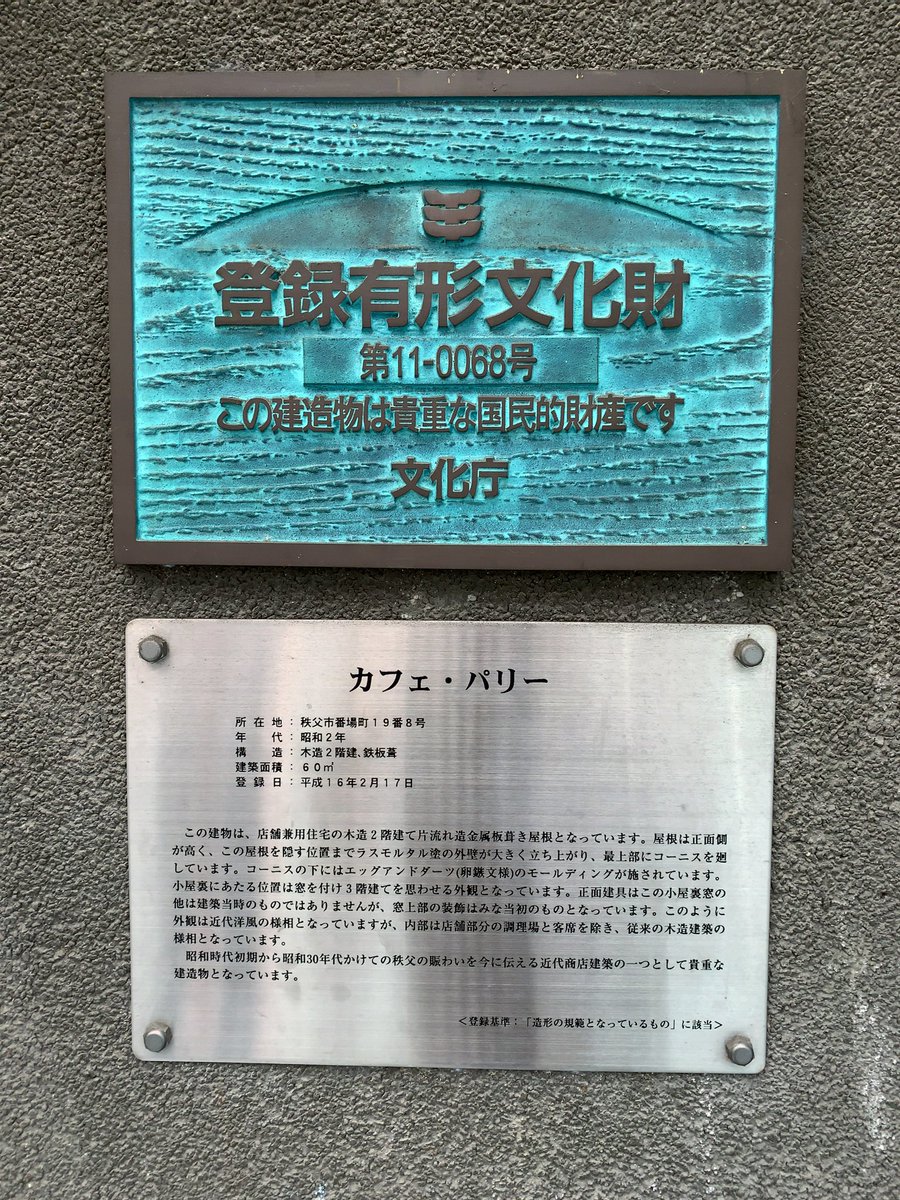 登録有形文化財
第11-0068号
この建造物は貴重な国民的財産です
文化庁
カフェ・パリー
所在地：秩父市番場町１９番８号
年代：昭和２年
構造：木造２階建、鉄板葺
建築面積：６０㎡
登録日：平成１６年２月１７日
この建物は、店舗兼用住宅の木造２階建て片流れ造金属板葺き屋根となっています。屋根は正面側
が高く、この屋根を隠す位置までラスモルタル塗の外壁が大きく立ち上がり、最上部にコーニスを廻
しています。コーニスの下にはエッグアンドダーツ(卵鏃文様)のモールディングが施されています。
小屋裏にあたる位置は窓を付け３階建てを思わせる外観となっています。正面建具はこの小屋裏窓の
他は建築当時のものではありませんが、窓上部の装飾はみな当初のものとなっています。このように
外観は近代洋風の様相となっていますが、内部は店舗部分の調理場と客席を除き、従来の木造建築の
様相となっています。
昭和時代初期から昭和30年代かけての秩父の賑わいを今に伝える近代商店建築の一つとして貴重な
建造物となっています。
＜登録基準：「造形の規範となっているもの」に該当＞